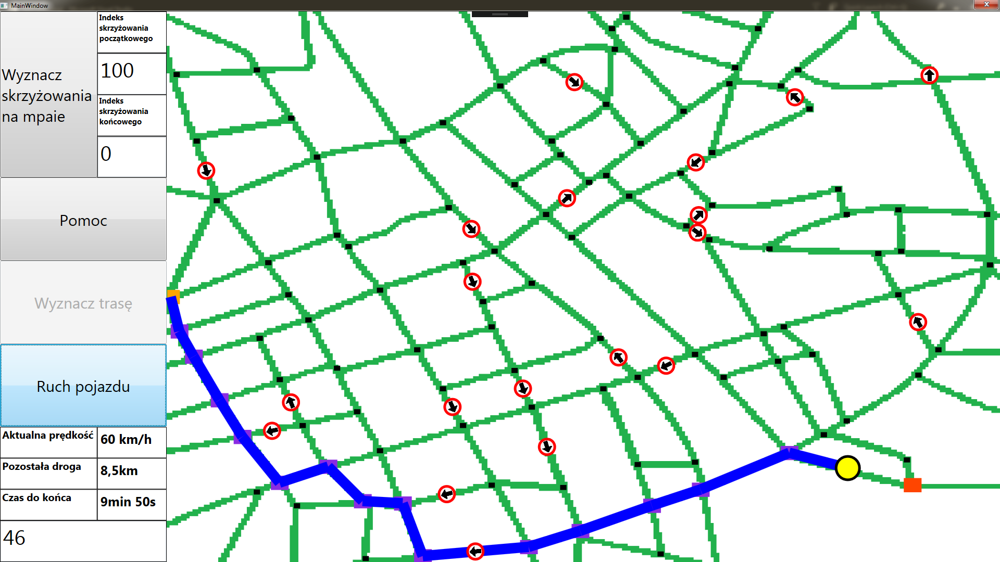 MainWindow
Wyznacz
skrzyżowania
na mpaie
Indeks
skrzyżowania
początkowego
100
Indeks
skrzyżowania
końcowego
0
Pomoc
Wyznacz trasę
Ruch pojazdu
Aktualna prędkość
60 km/h
Pozostała droga
8,5km
Czas do końca
9min 50s
46